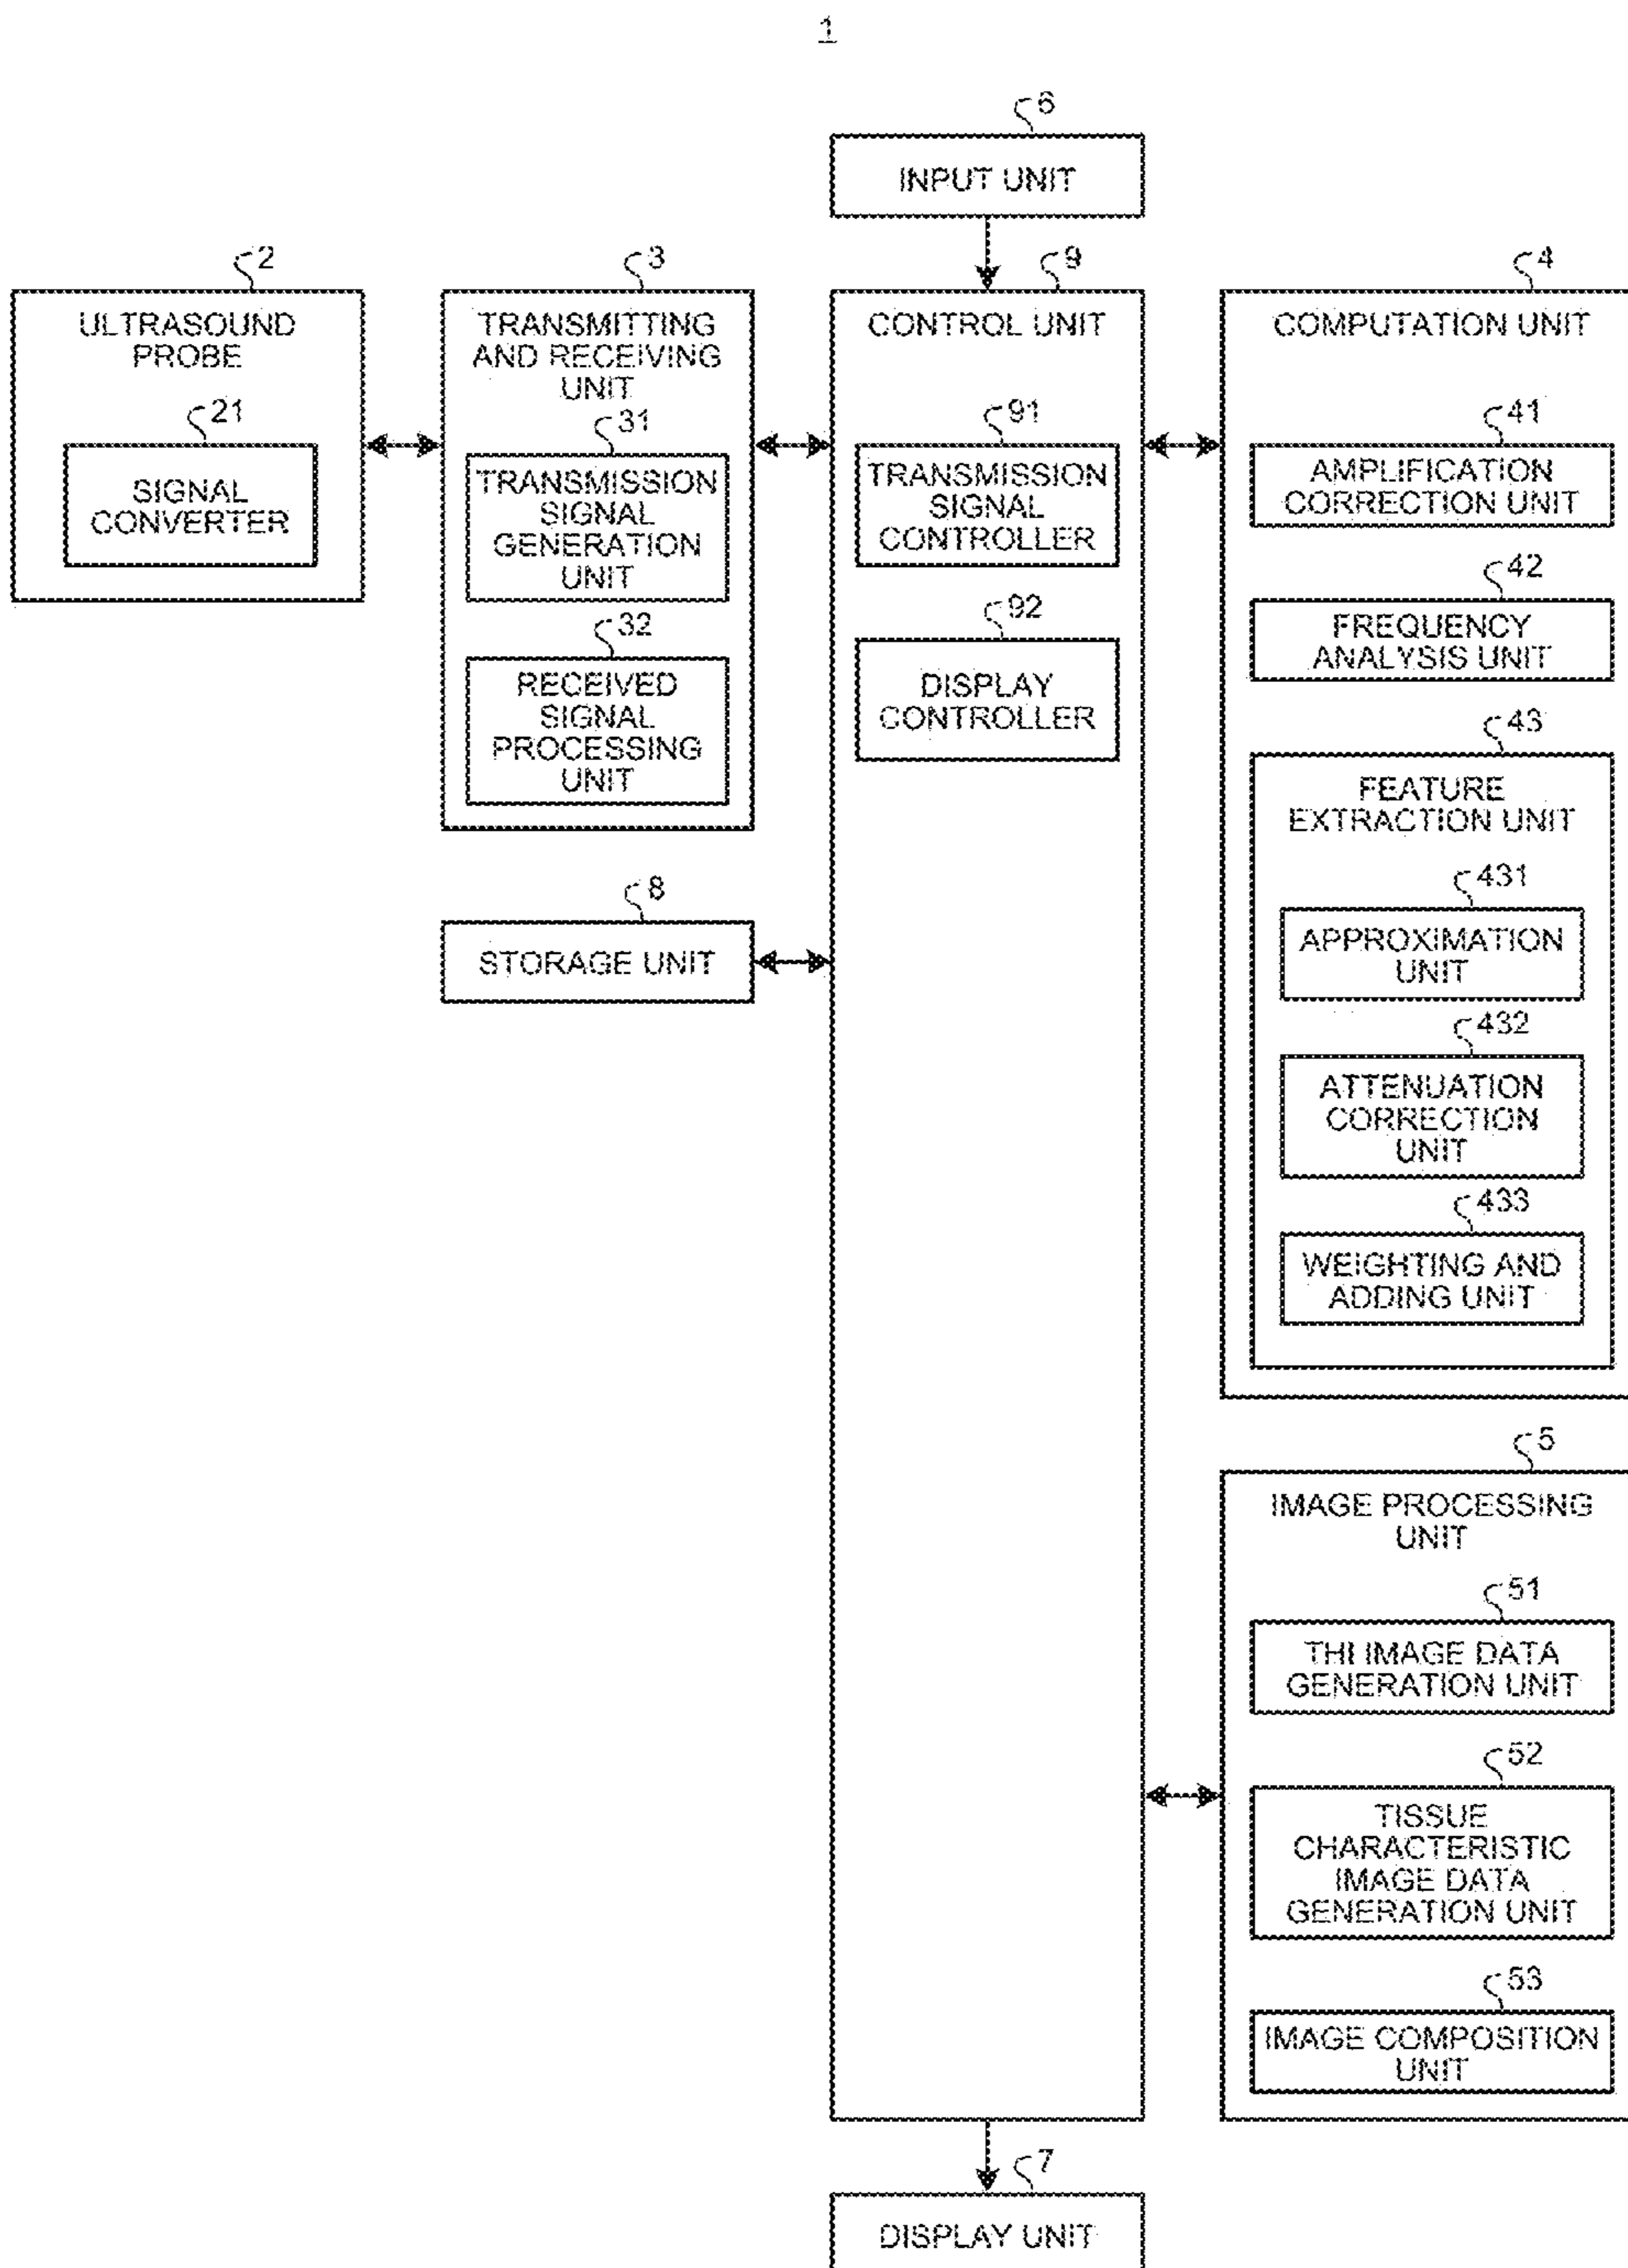 1
6
INPUT UNIT
2
ULTRASOUND
PROBE
21
SIGNAL
CONVERTER
3
TRANSMITTING
AND RECEIVING
UNIT
31
TRANSMISSION
SIGNAL
GENERATION
UNIT
32
RECEIVED
SIGNAL
PROCESSING
UNIT
8
STORAGE UNIT
9
CONTROL UNIT
91
TRANSMISSION
SIGNAL
CONTROLLER
92
DISPLAY
CONTROLLER
4
COMPUTATION UNIT
41
AMPLIFICATION
CORRECTION UNIT
42
FREQUENCY
ANALYSIS UNIT
43
FEATURE
EXTRACTION UNIT
431
APPROXIMATION
UNIT
432
ATTENUATION
CORRECTION
UNIT
433
WEIGHTING AND
ADDING UNIT
5
IMAGE PROCESSING
UNIT
51
THI IMAGE DATA
GENERATION UNIT
52
TISSUE
CHARACTERISTIC
IMAGE DATA
GENERATION UNIT
53
IMAGE COMPOSITION
UNIT
7
DISPLAY UNIT